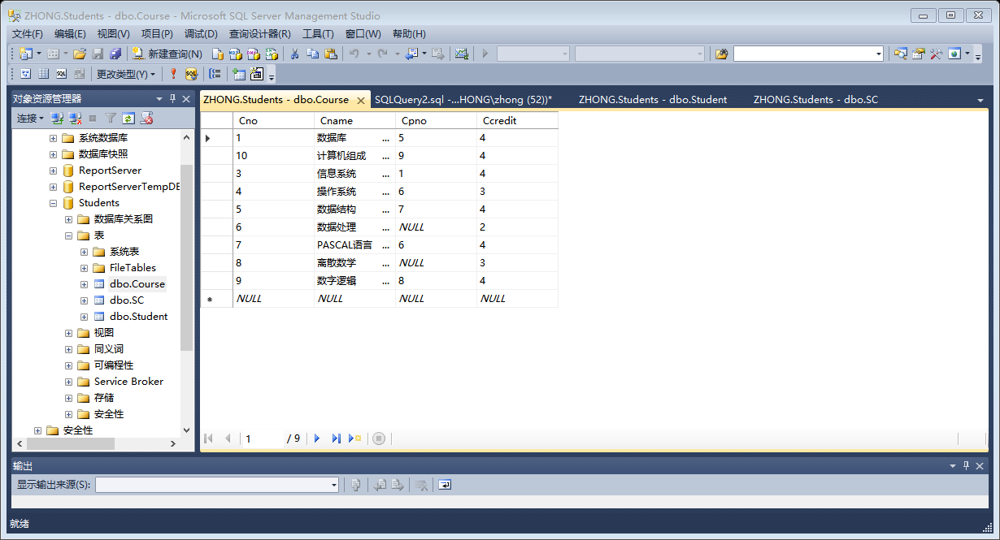 ZHONG.Students - dbo.Course - Microsoft SQL Server Management Studio
文件(F) 编辑(E) 视图(V) 项目(P) 调试(D) 查询设计器(R) 工具(T) 窗口(W) 帮助(H)
新建查询(N)
更改类型(Y)
对象资源管理器
连接
系统数据库
数据库快照
ReportServer
ReportServerTempDB
Students
数据库关系图
表
系统表
FileTables
dbo.Course
dbo.SC
dbo.Student
视图
同义词
可编程性
Service Broker
存储
安全性
安全性
ZHONG.Students - dbo.Course SQLQuery2.sql -...HONG\zhong (52))* ZHONG.Students - dbo.Student ZHONG.Students - dbo.SC
Cno Cname Cpno Ccredit
1 数据库 ... 5 4
10 计算机组成 ... 9 4
3 信息系统 ... 1 4
4 操作系统 ... 6 3
5 数据结构 ... 7 4
6 数据处理 ... NULL 2
7 PASCAL语言 ... 6 4
8 离散数学 ... NULL 3
9 数字逻辑 ... 8 4
NULL NULL NULL NULL
1 / 9
输出
显示输出来源(S):
就绪